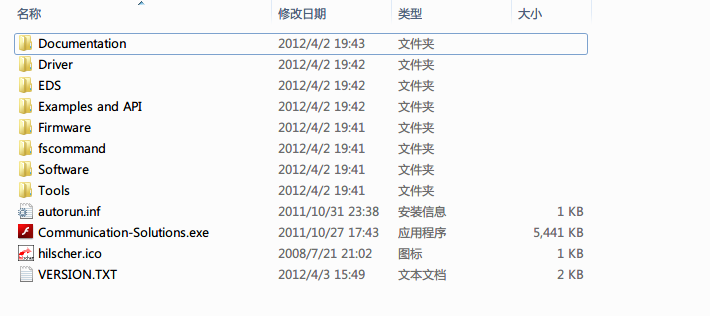 名称 修改日期 类型 大小
Documentation 2012/4/2 19:43 文件夹
Driver 2012/4/2 19:42 文件夹
EDS 2012/4/2 19:42 文件夹
Examples and API 2012/4/2 19:42 文件夹
Firmware 2012/4/2 19:41 文件夹
fscommand 2012/4/2 19:41 文件夹
Software 2012/4/2 19:41 文件夹
Tools 2012/4/2 19:41 文件夹
autorun.inf 2011/10/31 23:38 安装信息 1 KB
Communication-Solutions.exe 2011/10/27 17:43 应用程序 5,441 KB
hilscher.ico 2008/7/21 21:02 图标 1 KB
VERSION.TXT 2012/4/3 15:49 文本文档 2 KB